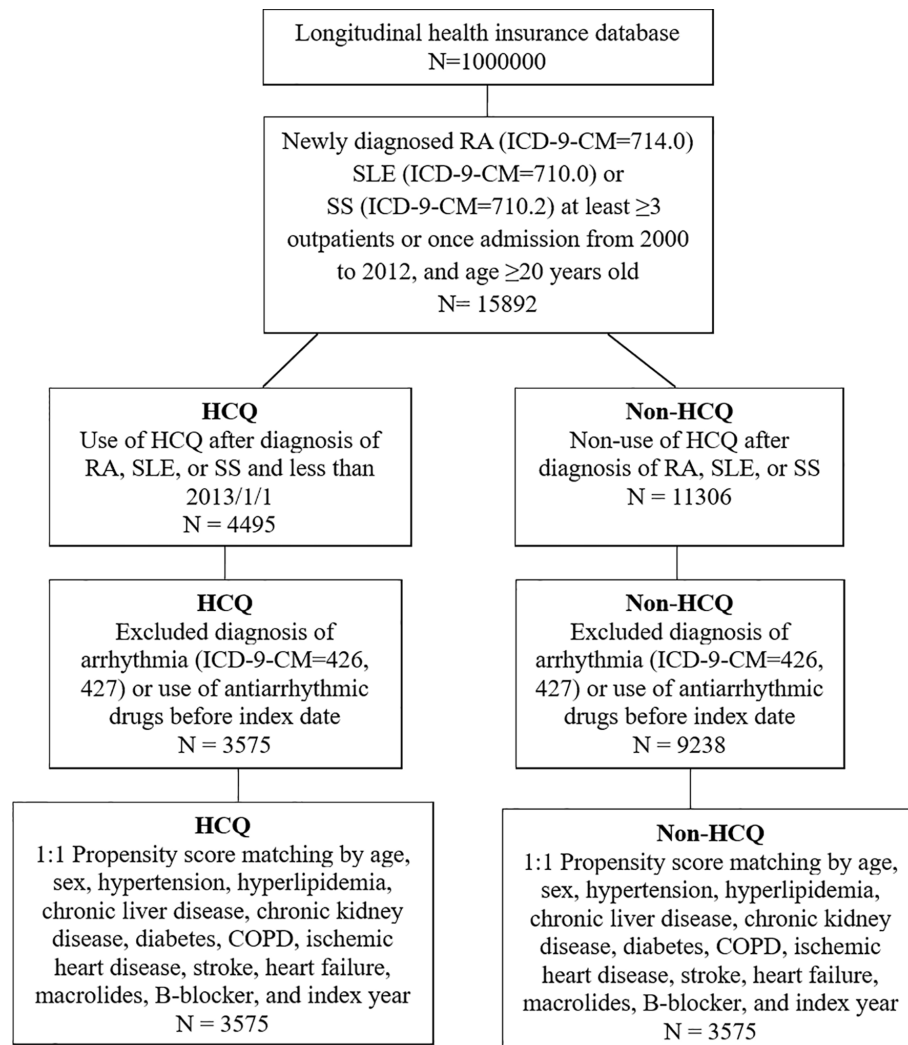 Longitudinal health insurance database
N=1000000
Newly diagnosed RA (ICD-9-CM=714.0)
SLE (ICD-9-CM=710.0) or
SS (ICD-9-CM=710.2) at least ≥3
outpatients or once admission from 2000
to 2012, and age ≥20 years old
N= 15892
HCQ
Use of HCQ after diagnosis of
RA, SLE, or SS and less than
2013/1/1
N = 4495
Non-HCQ
Non-use of HCQ after
diagnosis of RA, SLE, or SS
N = 11306
HCQ
Excluded diagnosis of
arrhythmia (ICD-9-CM=426,
427) or use of antiarrhythmic
drugs before index date
N = 3575
Non-HCQ
Excluded diagnosis of
arrhythmia (ICD-9-CM=426,
427) or use of antiarrhythmic
drugs before index date
N = 9238
HCQ
1:1 Propensity score matching by age,
sex, hypertension, hyperlipidemia,
chronic liver disease, chronic kidney
disease, diabetes, COPD, ischemic
heart disease, stroke, heart failure,
macrolides, B-blocker, and index year
N = 3575
Non-HCQ
1:1 Propensity score matching by age,
sex, hypertension, hyperlipidemia,
chronic liver disease, chronic kidney
disease, diabetes, COPD, ischemic
heart disease, stroke, heart failure,
macrolides, B-blocker, and index year
N = 3575